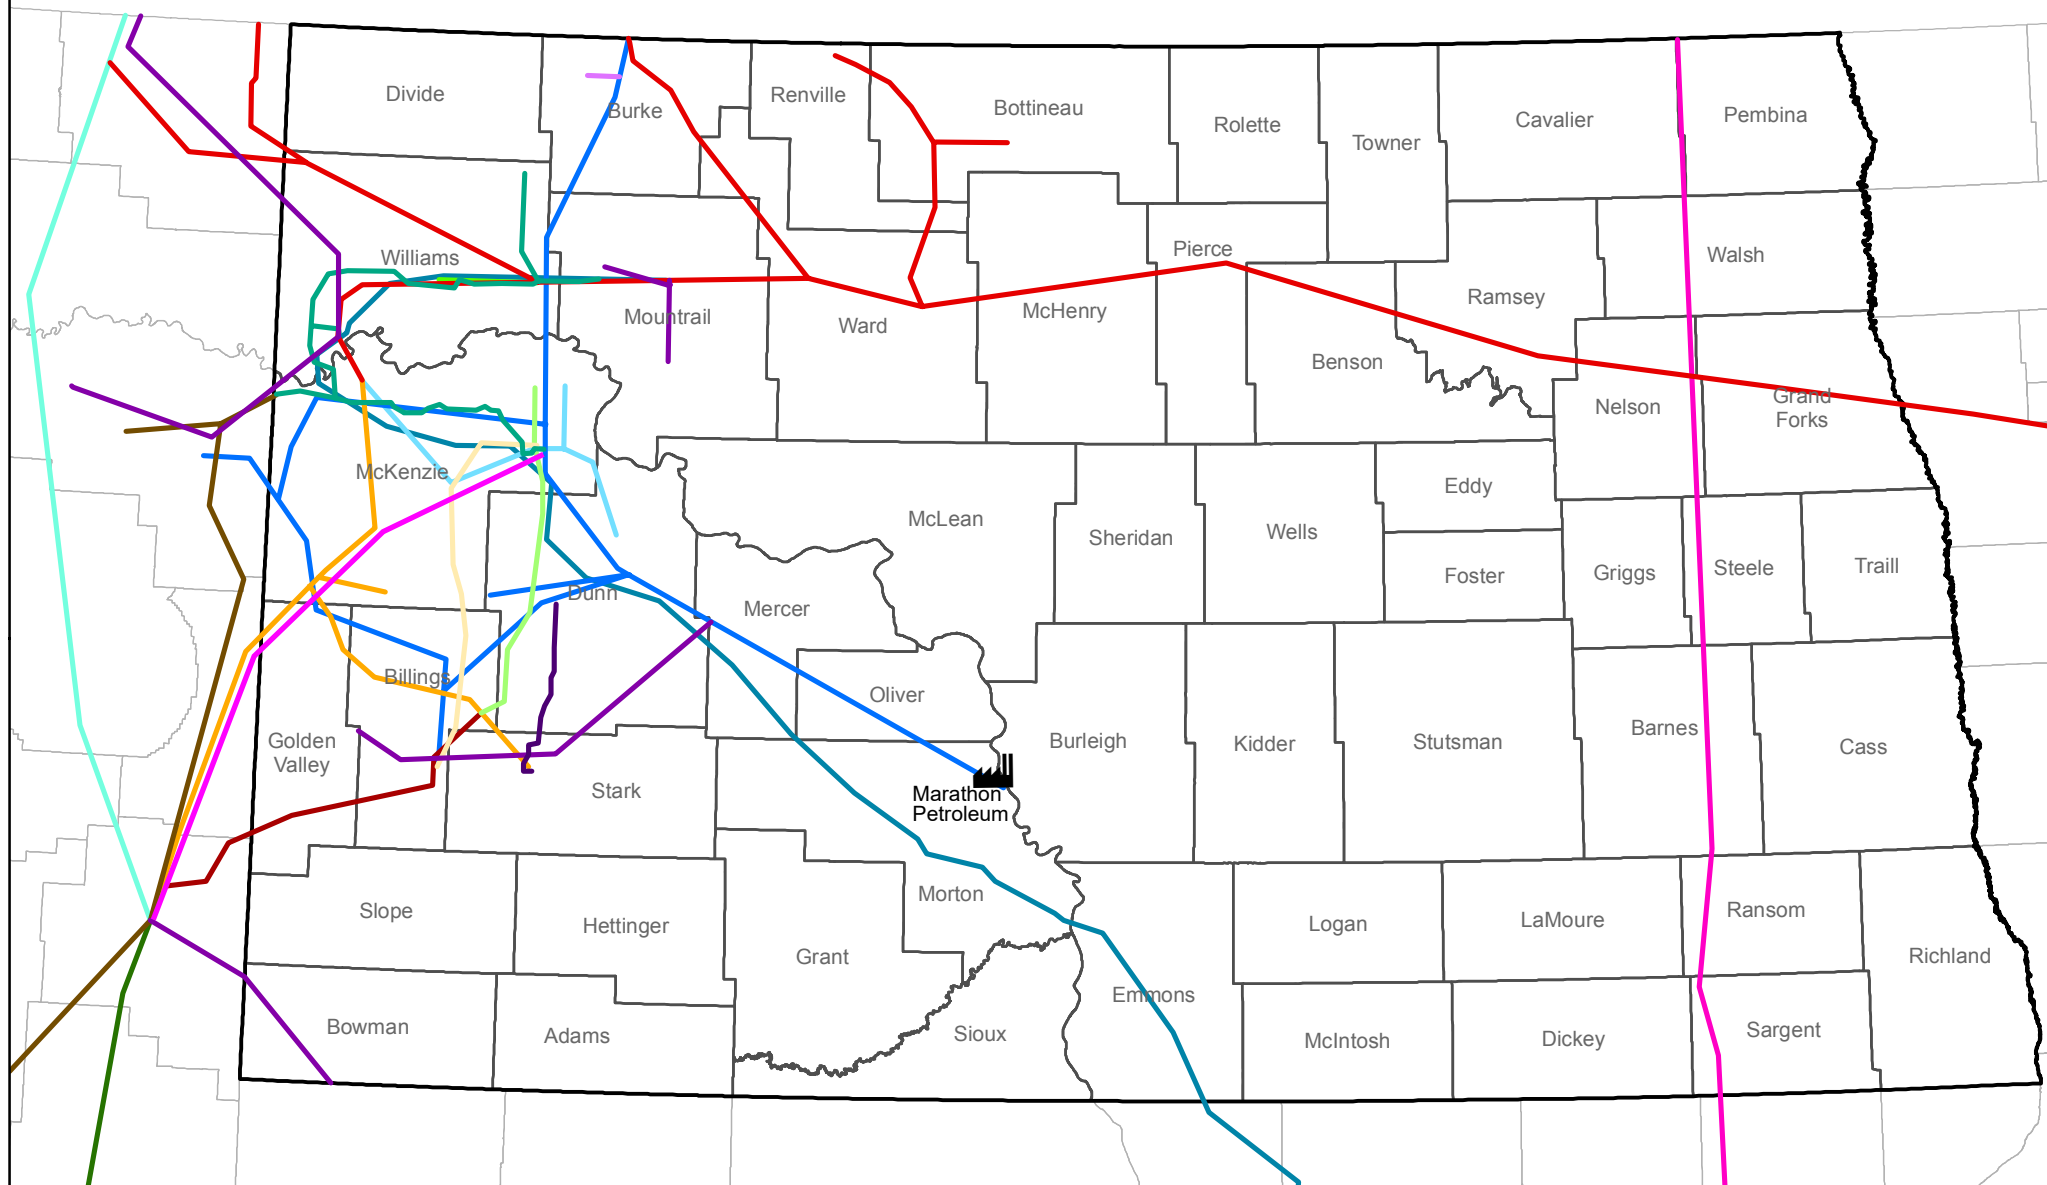 Divide
Burke
Renville
Bottineau
Rolette
Towner
Cavalier
Pembina
Williams
Mountrail
Ward
McHenry
Pierce
Benson
Ramsey
Walsh
Nelson
Grand
Forks
McKenzie
McLean
Sheridan
Wells
Eddy
Foster
Griggs
Steele
Traill
Dunn
Mercer
Oliver
Billings
Golden
Valley
Stark
Burleigh
Kidder
Stutsman
Barnes
Cass
Marathon
Petroleum
Slope
Hettinger
Grant
Morton
Emmons
Logan
LaMoure
Ransom
Richland
Bowman
Adams
Sioux
McIntosh
Dickey
Sargent